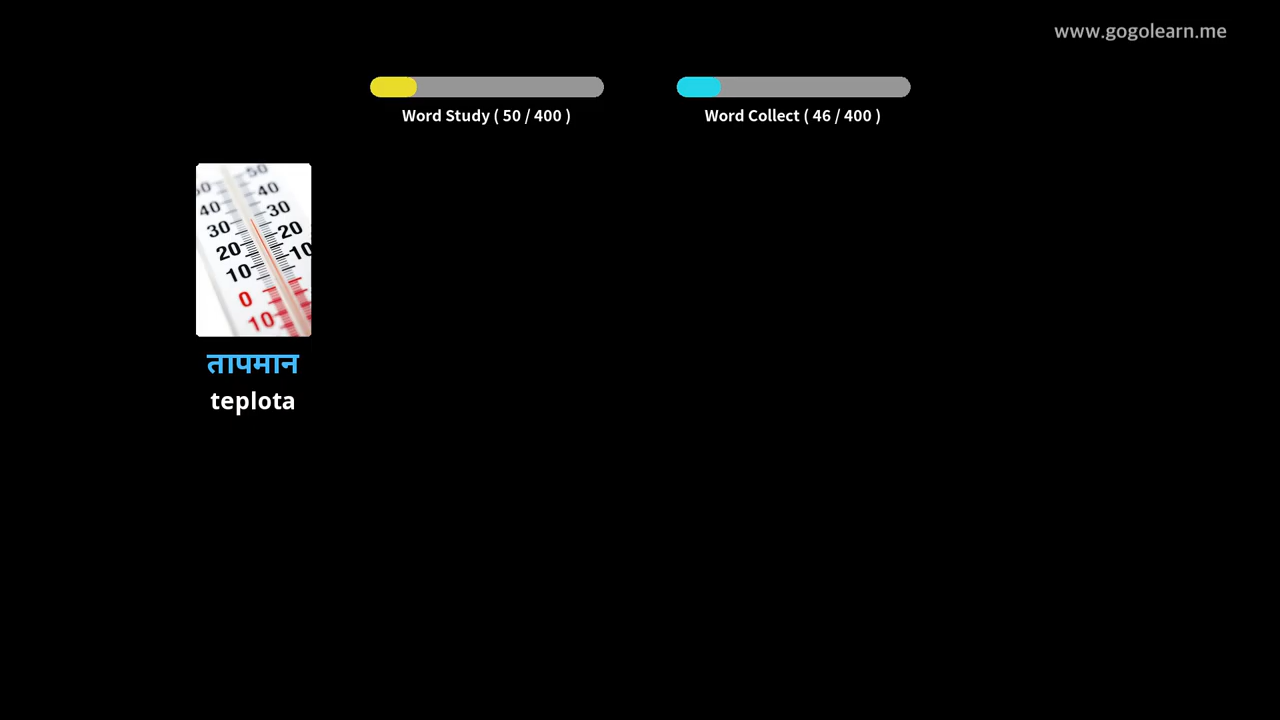 www.gogolearn.me
Word Study ( 50 / 400 )
Word Collect ( 46 / 400 )
50
50 40
40 30
30 20
20 10
10
0
10
तापमान
teplota